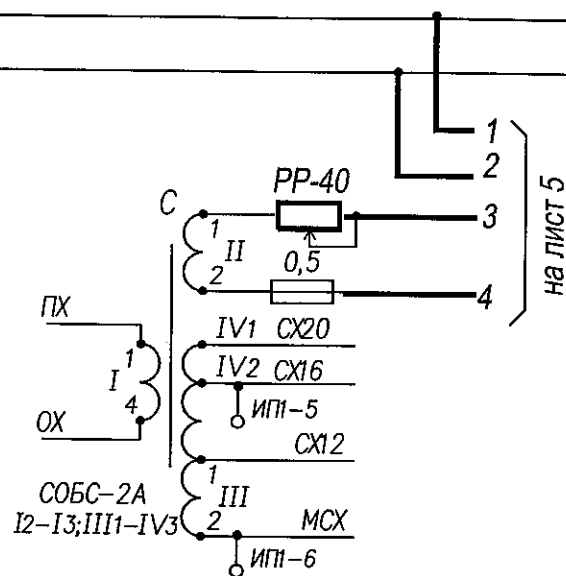 1
2
3
4
на лист 5
РР-40
0,5
С
1
II
2
ПХ
1
I
4
ОХ
IV1 СХ20
IV2 СХ16
ИП1-5
СХ12
1
III
2
МСХ
ИП1-6
СОБС-2А
I2-I3;III1-IV3